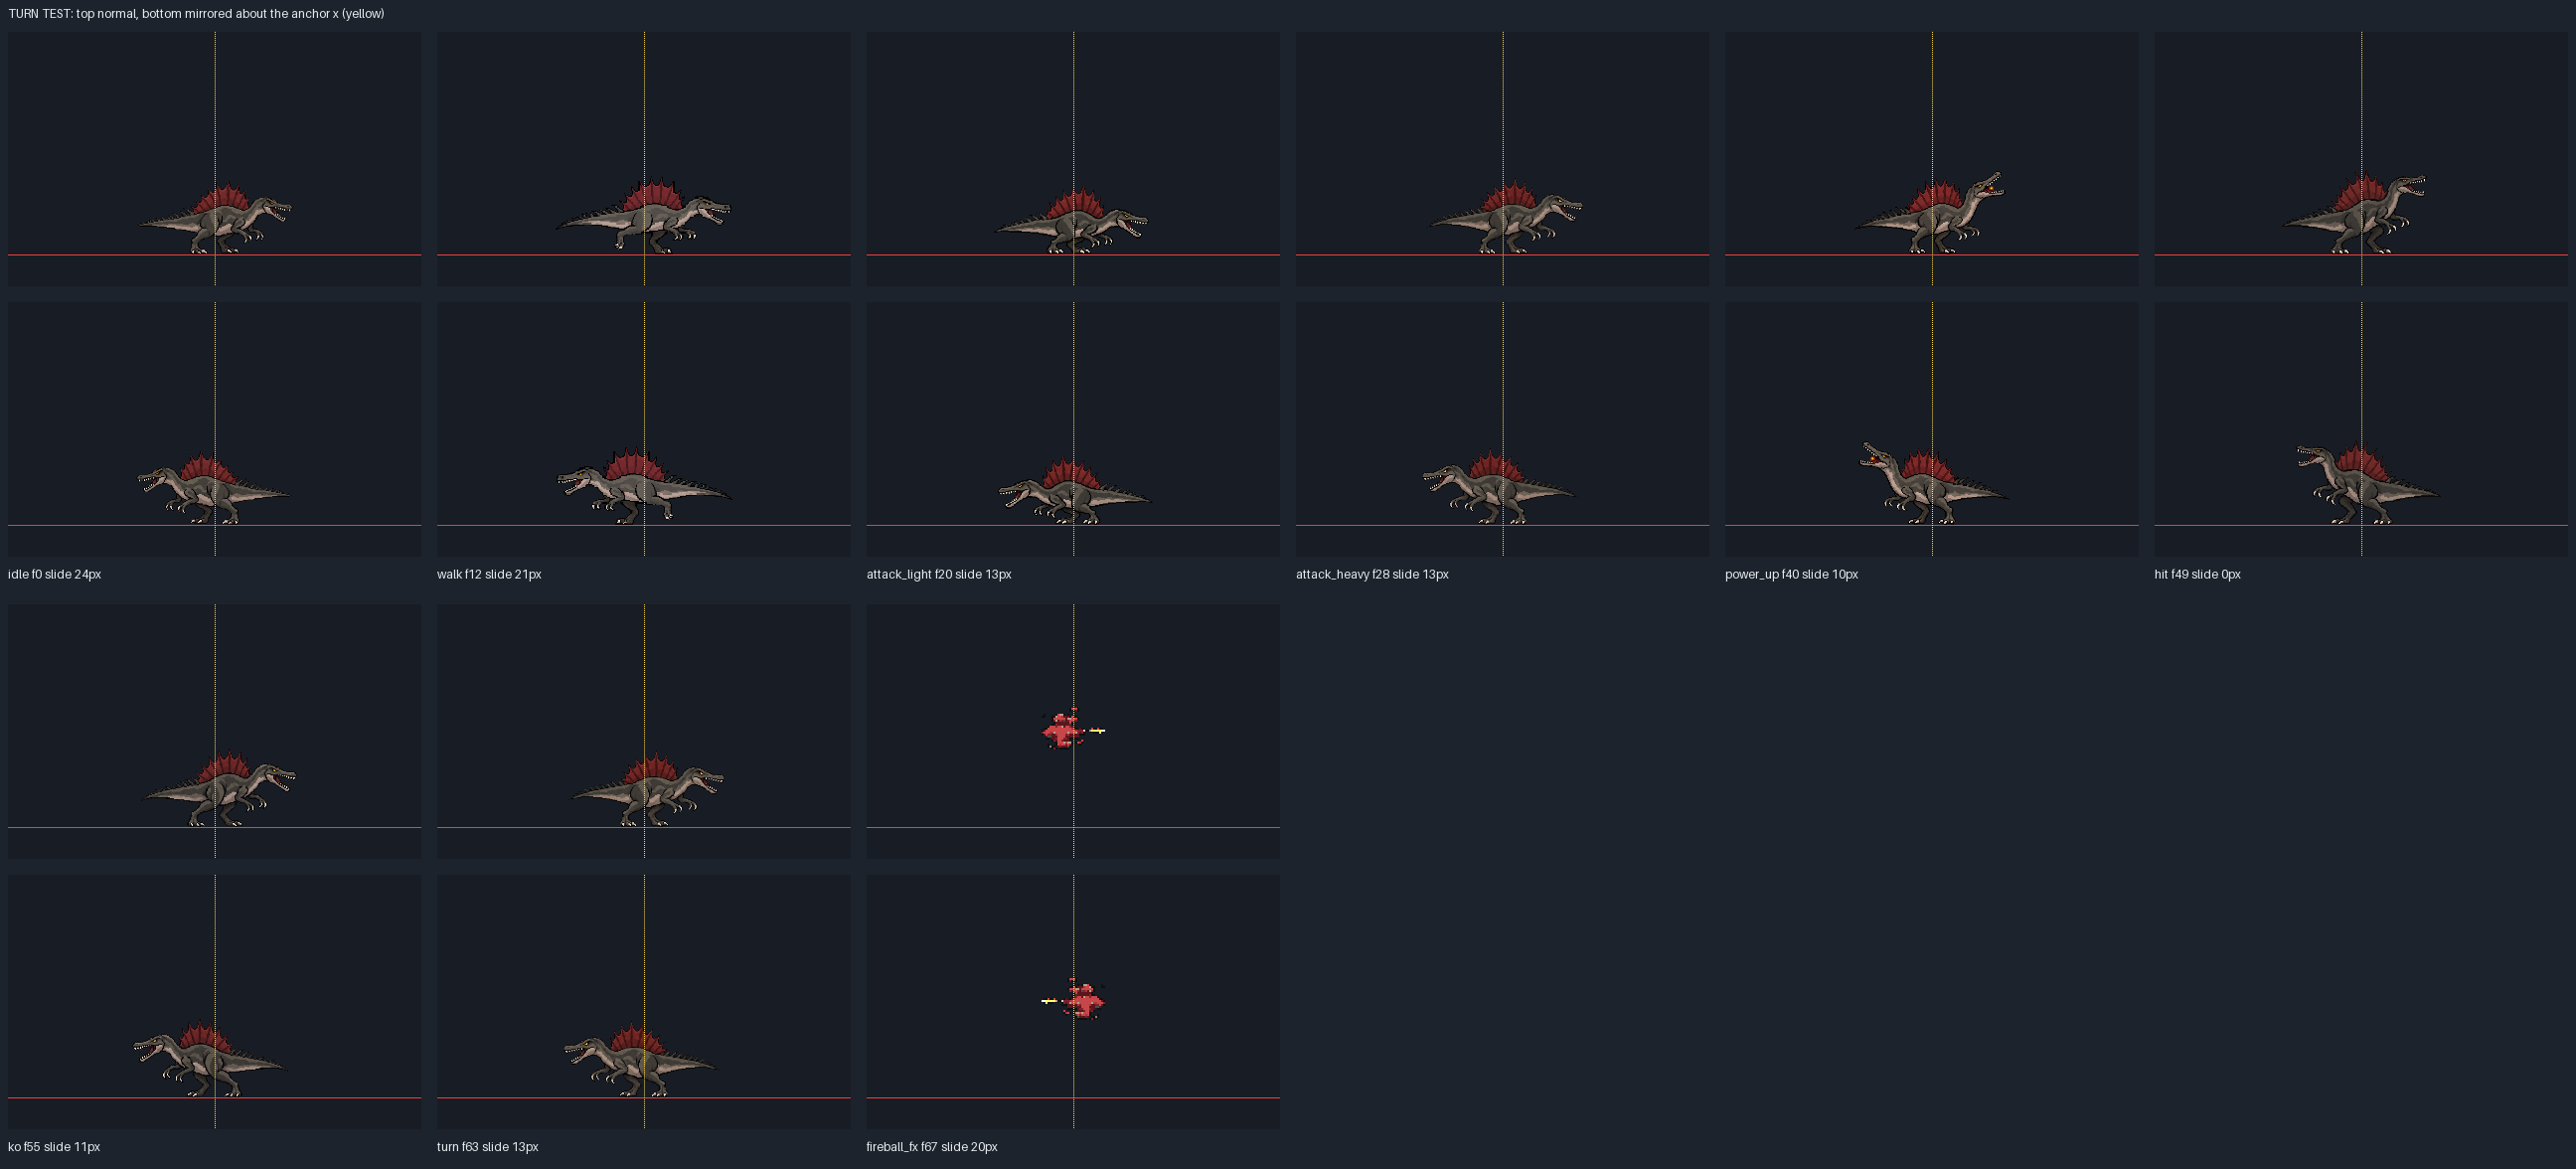 TURN TEST: top normal, bottom mirrored about the anchor x (yellow)
idle f0 slide 24px
walk f12 slide 21px
attack_light f20 slide 13px
attack_heavy f28 slide 13px
power_up f40 slide 10px
hit f49 slide 0px
ko f55 slide 11px
turn f63 slide 13px
fireball_fx f67 slide 20px